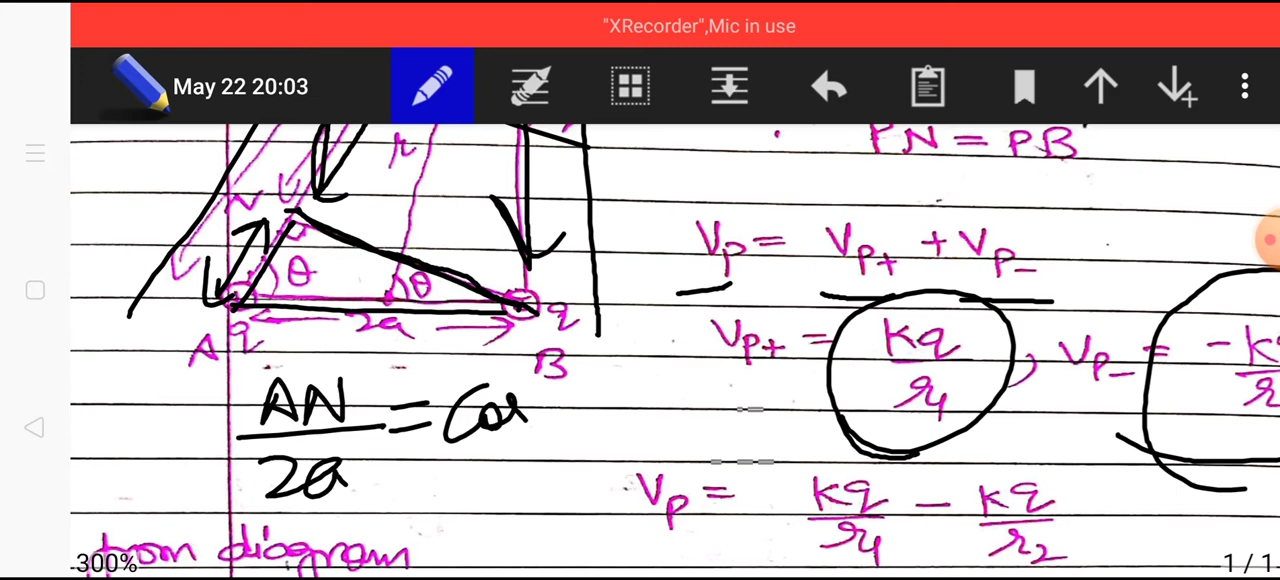 "XRecorder",Mic in use
May 22 20:03
PN = PB
r
N
θ θ
2a
q q
A B
Vp = Vp+ + Vp-
Vp+ = kq/r1 , Vp- = -k
AN/2a = Cos
Vp = kq/r1 - kq/r2
from diagram
300%
1 / 1